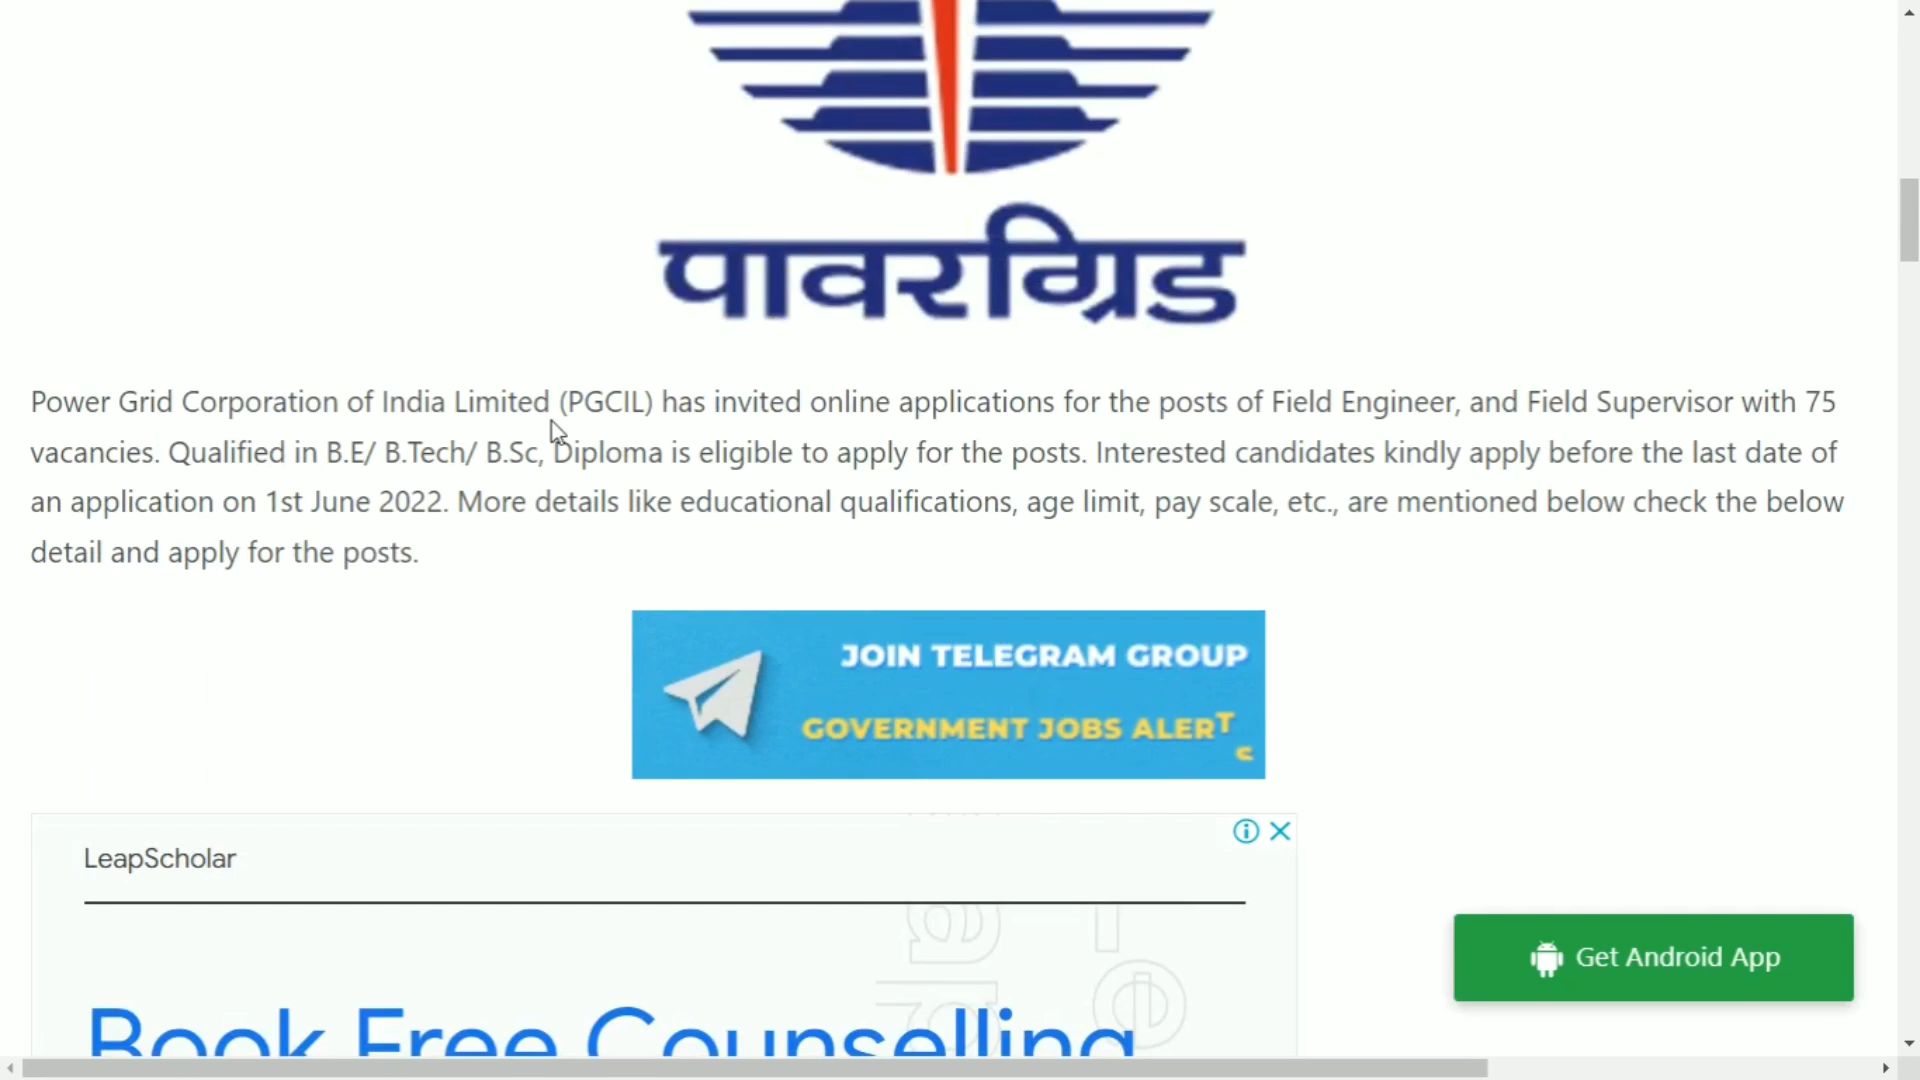 पावरग्रिड
Power Grid Corporation of India Limited (PGCIL) has invited online applications for the posts of Field Engineer, and Field Supervisor with 75
vacancies. Qualified in B.E/ B.Tech/ B.Sc, Diploma is eligible to apply for the posts. Interested candidates kindly apply before the last date of
an application on 1st June 2022. More details like educational qualifications, age limit, pay scale, etc., are mentioned below check the below
detail and apply for the posts.
JOIN TELEGRAM GROUP
GOVERNMENT JOBS ALERTS
LeapScholar
Book Free Counselling
Get Android App